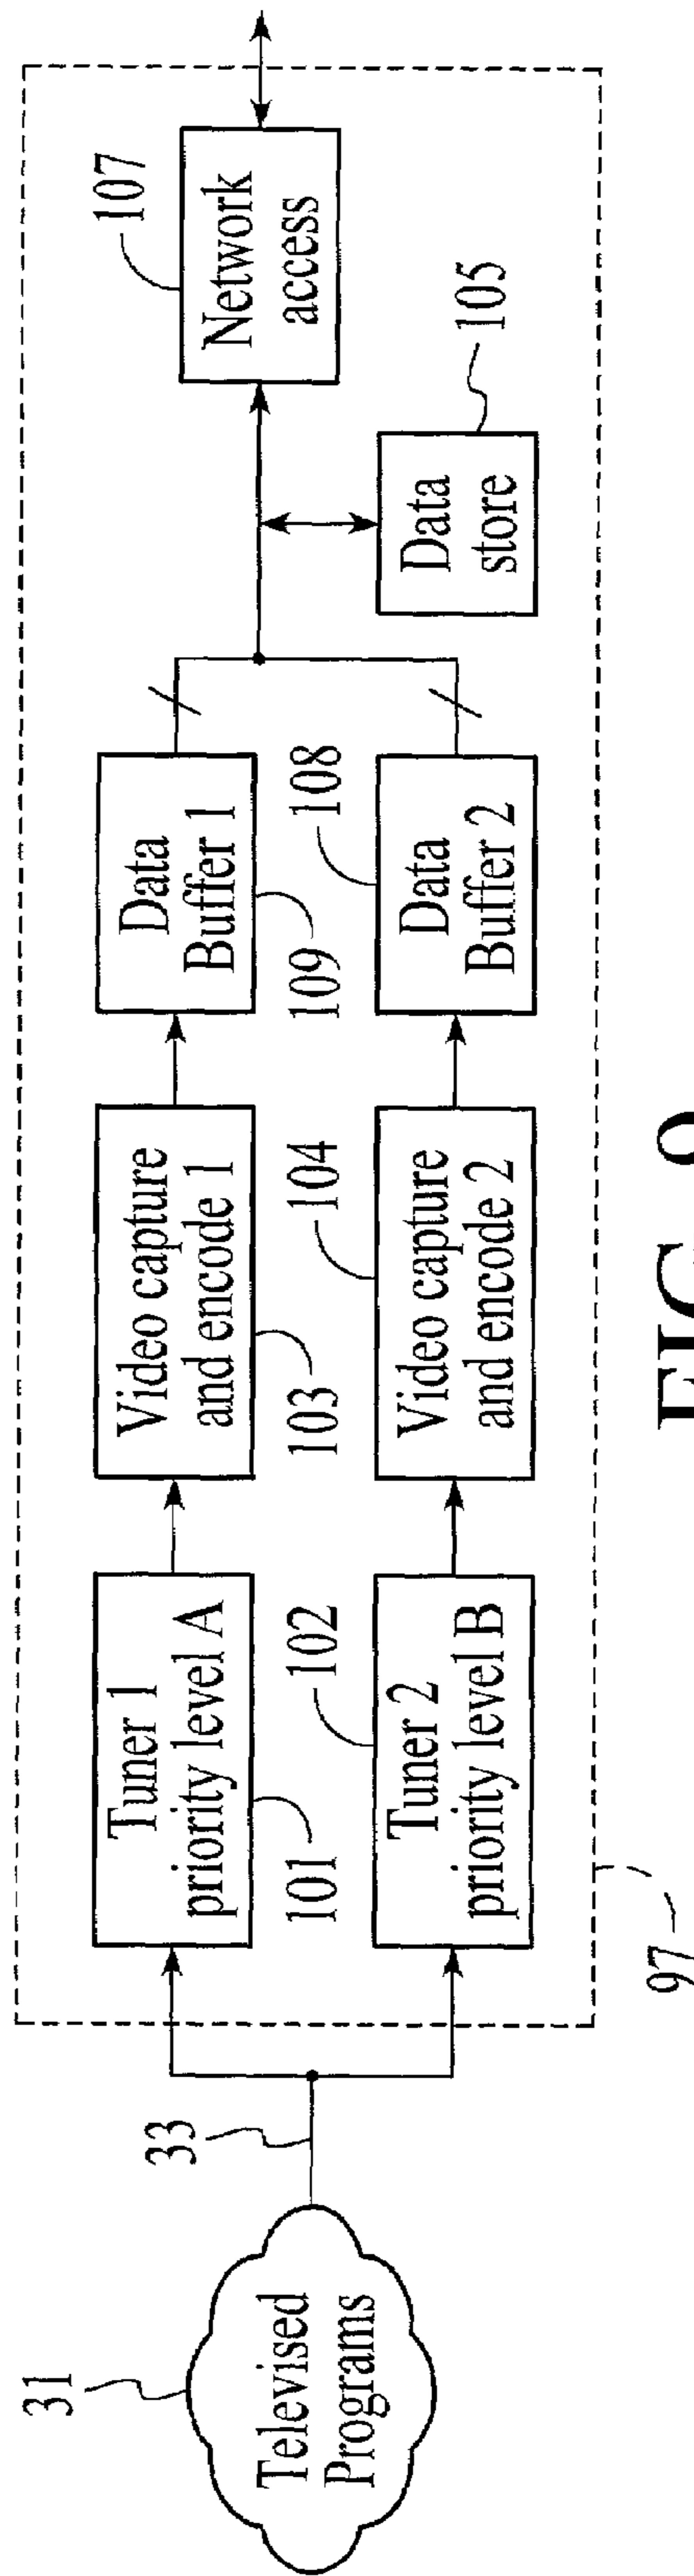 31
Televised
Programs
33
Tuner 1
priority level A
101
Tuner 2
priority level B
102
Video capture
and encode 1
103
Video capture
and encode 2
104
Data
Buffer 1
109
Data
Buffer 2
108
Data
store
105
Network
access
107
97